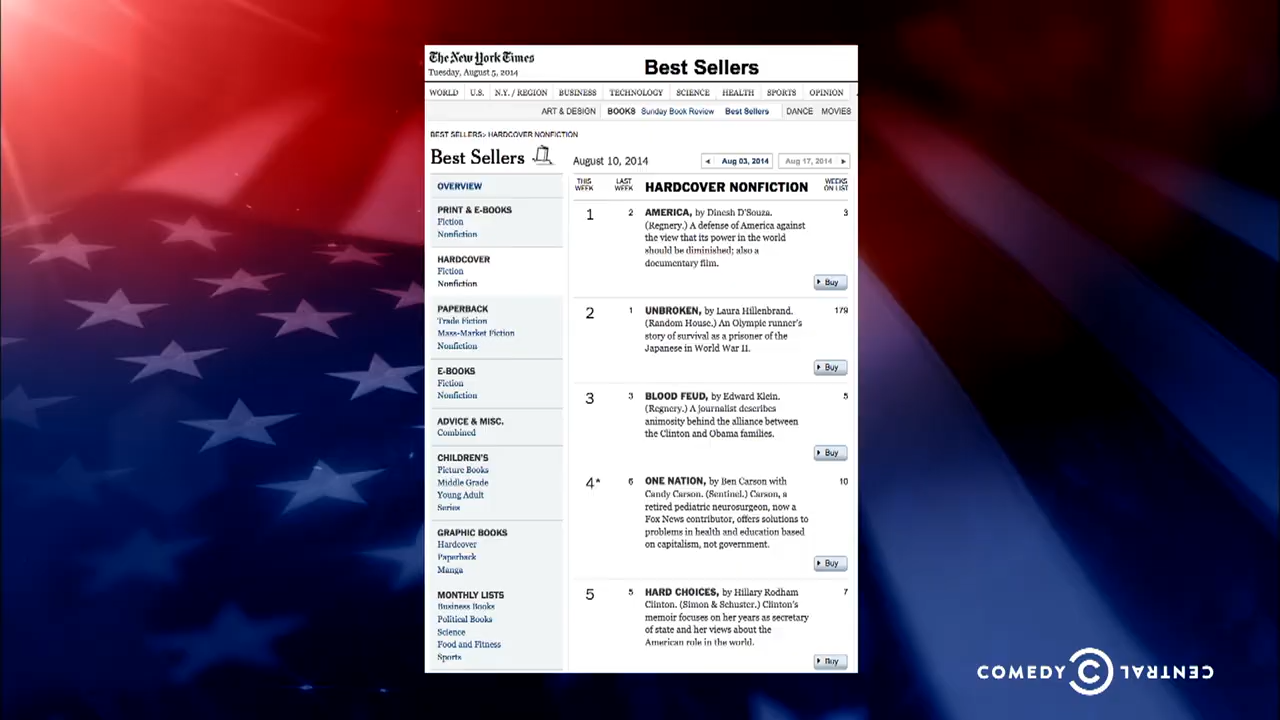 The New York Times
Tuesday, August 5, 2014
Best Sellers
WORLD U.S. N.Y. / REGION BUSINESS TECHNOLOGY SCIENCE HEALTH SPORTS OPINION
ART & DESIGN BOOKS Sunday Book Review Best Sellers DANCE MOVIES
BEST SELLERS> HARDCOVER NONFICTION
Best Sellers
August 10, 2014
◄ Aug 03, 2014
Aug 17, 2014 ►
OVERVIEW
PRINT & E-BOOKS
Fiction
Nonfiction
HARDCOVER
Fiction
Nonfiction
PAPERBACK
Trade Fiction
Mass-Market Fiction
Nonfiction
E-BOOKS
Fiction
Nonfiction
ADVICE & MISC.
Combined
CHILDREN'S
Picture Books
Middle Grade
Young Adult
Series
GRAPHIC BOOKS
Hardcover
Paperback
Manga
MONTHLY LISTS
Business Books
Political Books
Science
Food and Fitness
Sports
THIS WEEK
LAST WEEK
HARDCOVER NONFICTION
WEEKS ON LIST
1 2 AMERICA, by Dinesh D'Souza. 3
(Regnery.) A defense of America against
the view that its power in the world
should be diminished; also a
documentary film.
Buy
2 1 UNBROKEN, by Laura Hillenbrand. 179
(Random House.) An Olympic runner's
story of survival as a prisoner of the
Japanese in World War II.
Buy
3 3 BLOOD FEUD, by Edward Klein. 5
(Regnery.) A journalist describes
animosity behind the alliance between
the Clinton and Obama families.
Buy
4* 6 ONE NATION, by Ben Carson with 10
Candy Carson. (Sentinel.) Carson, a
retired pediatric neurosurgeon, now a
Fox News contributor, offers solutions to
problems in health and education based
on capitalism, not government.
Buy
5 5 HARD CHOICES, by Hillary Rodham 7
Clinton. (Simon & Schuster.) Clinton's
memoir focuses on her years as secretary
of state and her views about the
American role in the world.
Buy
COMEDY CENTRAL